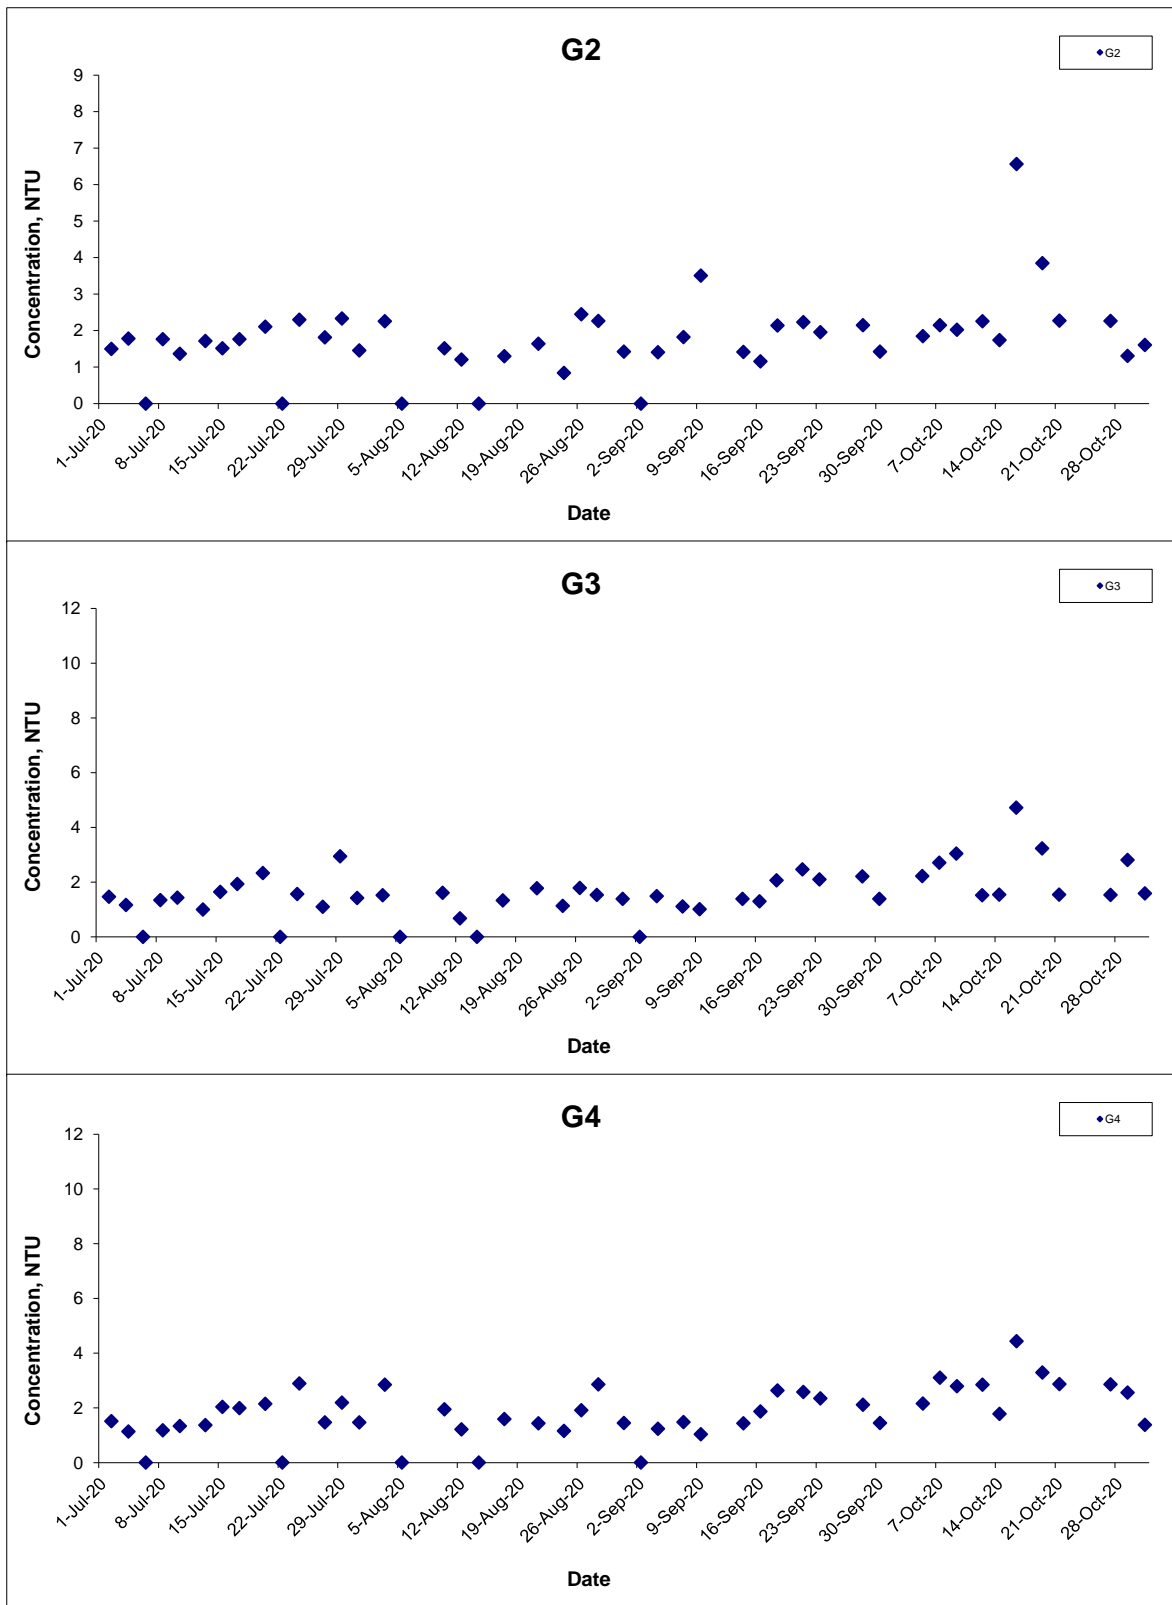 G2
G2
9
8
7
6
5
4
3
2
1
0
Concentration, NTU
1-Jul-20
8-Jul-20
15-Jul-20
22-Jul-20
29-Jul-20
5-Aug-20
12-Aug-20
19-Aug-20
26-Aug-20
2-Sep-20
9-Sep-20
16-Sep-20
23-Sep-20
30-Sep-20
7-Oct-20
14-Oct-20
21-Oct-20
28-Oct-20
Date
G3
G3
12
10
8
6
4
2
0
Concentration, NTU
1-Jul-20
8-Jul-20
15-Jul-20
22-Jul-20
29-Jul-20
5-Aug-20
12-Aug-20
19-Aug-20
26-Aug-20
2-Sep-20
9-Sep-20
16-Sep-20
23-Sep-20
30-Sep-20
7-Oct-20
14-Oct-20
21-Oct-20
28-Oct-20
Date
G4
G4
12
10
8
6
4
2
0
Concentration, NTU
1-Jul-20
8-Jul-20
15-Jul-20
22-Jul-20
29-Jul-20
5-Aug-20
12-Aug-20
19-Aug-20
26-Aug-20
2-Sep-20
9-Sep-20
16-Sep-20
23-Sep-20
30-Sep-20
7-Oct-20
14-Oct-20
21-Oct-20
28-Oct-20
Date